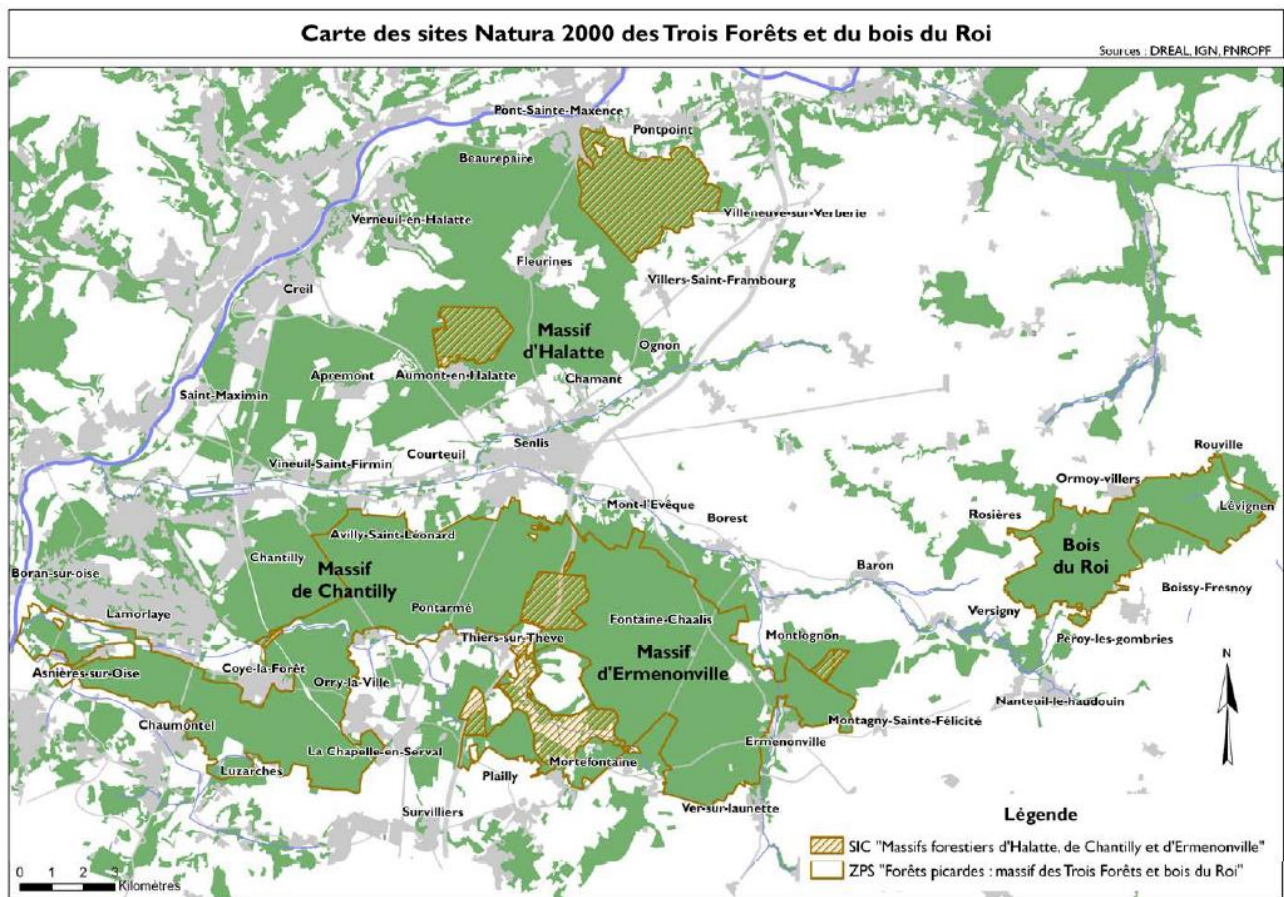 Carte des sites Natura 2000 des Trois Forêts et du bois du Roi
Sources : DREAL, IGN, PNROPF
Pont-Sainte-Maxence
Pontpoint
Beaurepaire
Verneuil-en-Halatte
Villeneuve-sur-Verberie
Fleurines
Villers-Saint-Frambourg
Creil
Massif
d'Halatte
Ognon
Apremont
Aumont-en-Halatte
Chamant
Saint-Maximin
Senlis
Courteuil
Vineuil-Saint-Firmin
Rouville
Ormoy-villers
Lévignen
Mont-l'Evêque
Borest
Rosières
Avilly-Saint-Léonard
Chantilly
Massif
de Chantilly
Bois
du Roi
Boran-sur-oise
Baron
Boissy-Fresnoy
Lamorlaye
Pontarmé
Fontaine-Chaalis
Versigny
Thiers-sur-Thève
Montlognon
Peroy-les-gombries
Massif
d'Ermenonville
Asnières-sur-Oise
Coye-la-Forêt
Orry-la-Ville
Nanteuil-le-haudouin
Chaumontel
Montagny-Sainte-Félicité
Ermenonville
La Chapelle-en-Serval
Luzarches
Plailly
Mortefontaine
Survilliers
Ver-sur-launette
N
Légende
SIC "Massifs forestiers d'Halatte, de Chantilly et d'Ermenonville"
ZPS "Forêts picardes : massif des Trois Forêts et bois du Roi"
0 1 2 3
Kilomètres